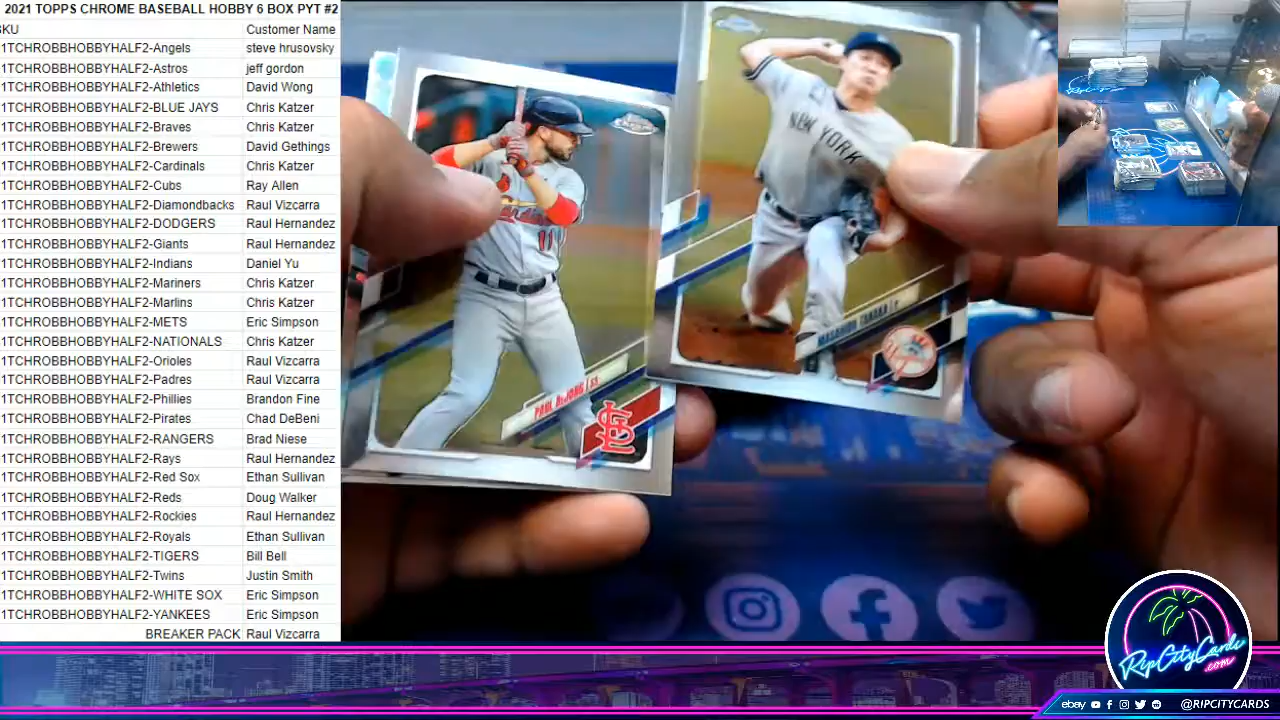 2021 TOPPS CHROME BASEBALL HOBBY 6 BOX PYT #2
Customer Name
1TCHROBBHOBBYHALF2-Angels steve hrusovsky
1TCHROBBHOBBYHALF2-Astros jeff gordon
1TCHROBBHOBBYHALF2-Athletics David Wong
1TCHROBBHOBBYHALF2-BLUE JAYS Chris Katzer
1TCHROBBHOBBYHALF2-Braves Chris Katzer
1TCHROBBHOBBYHALF2-Brewers David Gethings
1TCHROBBHOBBYHALF2-Cardinals Chris Katzer
1TCHROBBHOBBYHALF2-Cubs Ray Allen
1TCHROBBHOBBYHALF2-Diamondbacks Raul Vizcarra
1TCHROBBHOBBYHALF2-DODGERS Raul Hernandez
1TCHROBBHOBBYHALF2-Giants Raul Hernandez
1TCHROBBHOBBYHALF2-Indians Daniel Yu
1TCHROBBHOBBYHALF2-Mariners Chris Katzer
1TCHROBBHOBBYHALF2-Marlins Chris Katzer
1TCHROBBHOBBYHALF2-METS Eric Simpson
1TCHROBBHOBBYHALF2-NATIONALS Chris Katzer
1TCHROBBHOBBYHALF2-Orioles Raul Vizcarra
1TCHROBBHOBBYHALF2-Padres Raul Vizcarra
1TCHROBBHOBBYHALF2-Phillies Brandon Fine
1TCHROBBHOBBYHALF2-Pirates Chad DeBeni
1TCHROBBHOBBYHALF2-RANGERS Brad Niese
1TCHROBBHOBBYHALF2-Rays Raul Hernandez
1TCHROBBHOBBYHALF2-Red Sox Ethan Sullivan
1TCHROBBHOBBYHALF2-Reds Doug Walker
1TCHROBBHOBBYHALF2-Rockies Raul Hernandez
1TCHROBBHOBBYHALF2-Royals Ethan Sullivan
1TCHROBBHOBBYHALF2-TIGERS Bill Bell
1TCHROBBHOBBYHALF2-Twins Justin Smith
1TCHROBBHOBBYHALF2-WHITE SOX Eric Simpson
1TCHROBBHOBBYHALF2-YANKEES Eric Simpson
BREAKER PACK Raul Vizcarra
11
PAUL DeJONG | SS
STL
NEW YORK
MASAHIRO TANAKA | P
RipCityCards
.com
ebay @RIPCITYCARDS